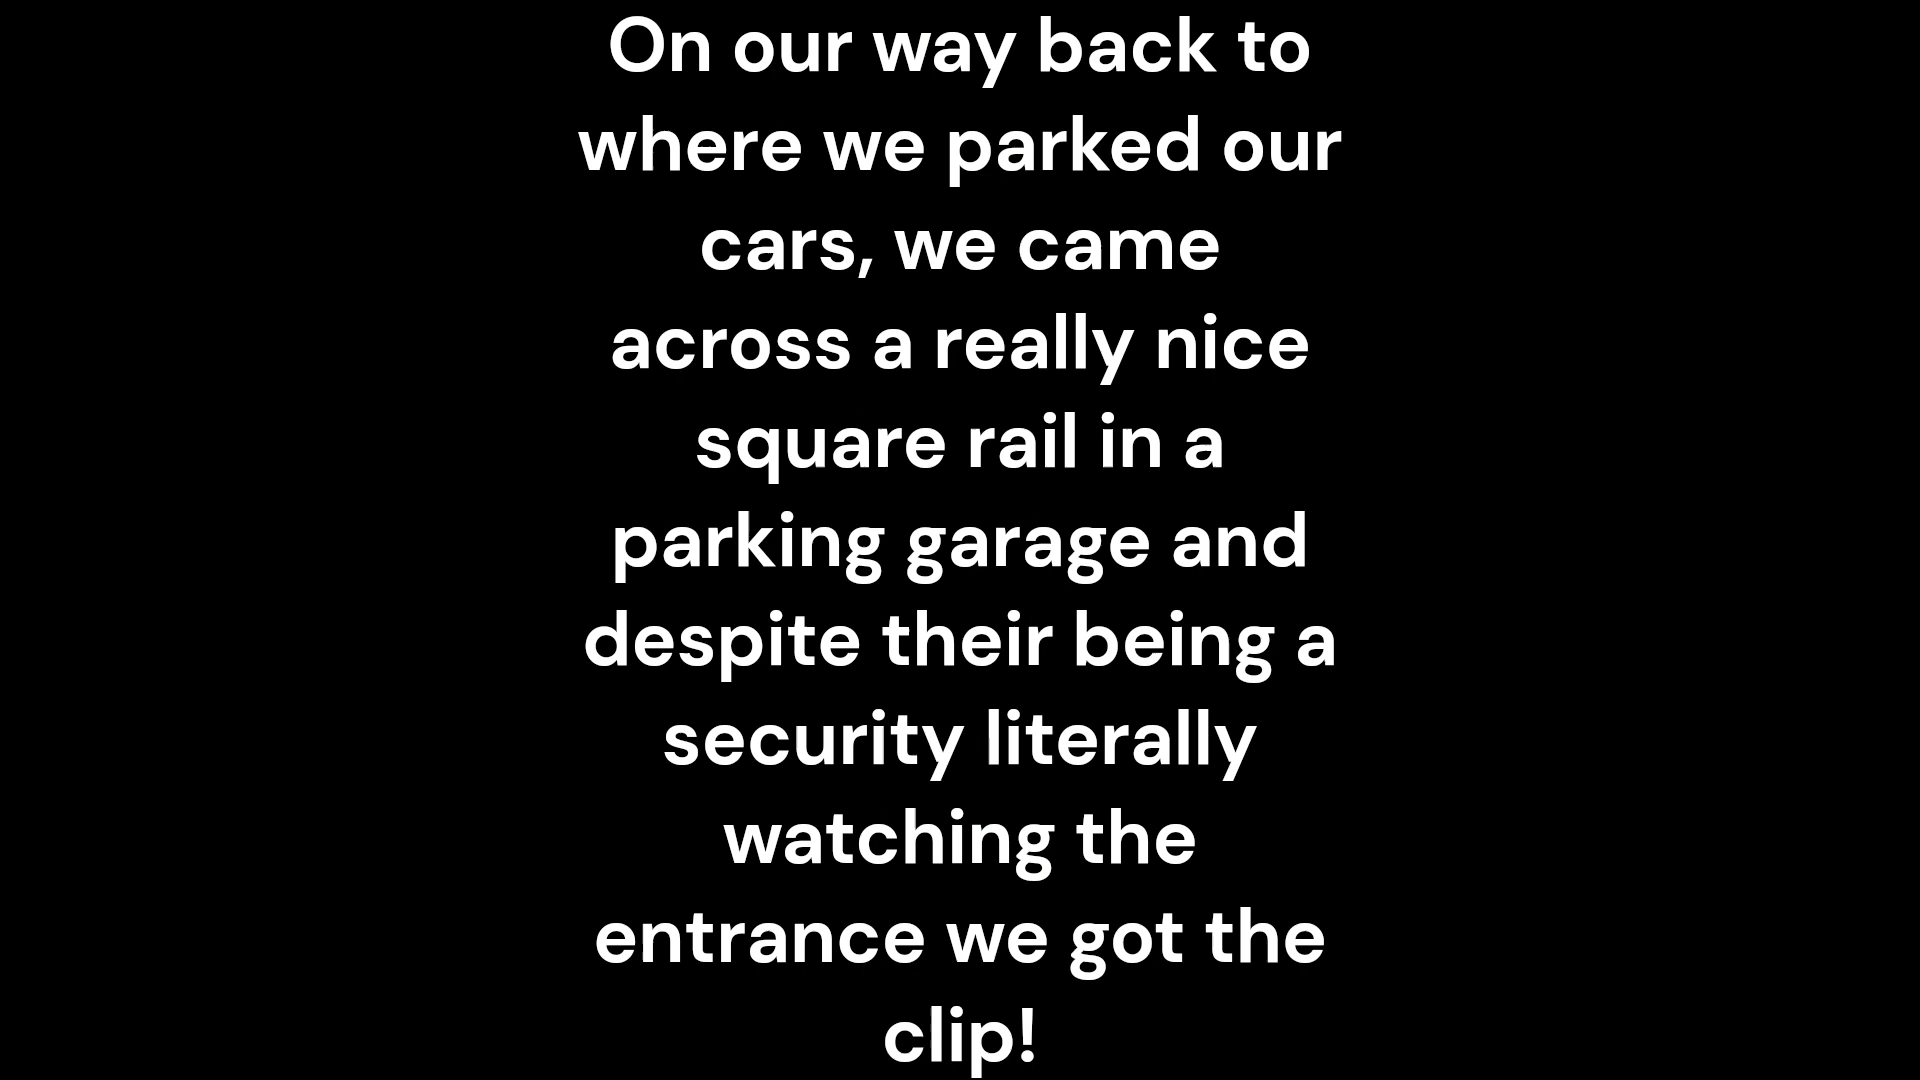 On our way back to
where we parked our
cars, we came
across a really nice
square rail in a
parking garage and
despite their being a
security literally
watching the
entrance we got the
clip!